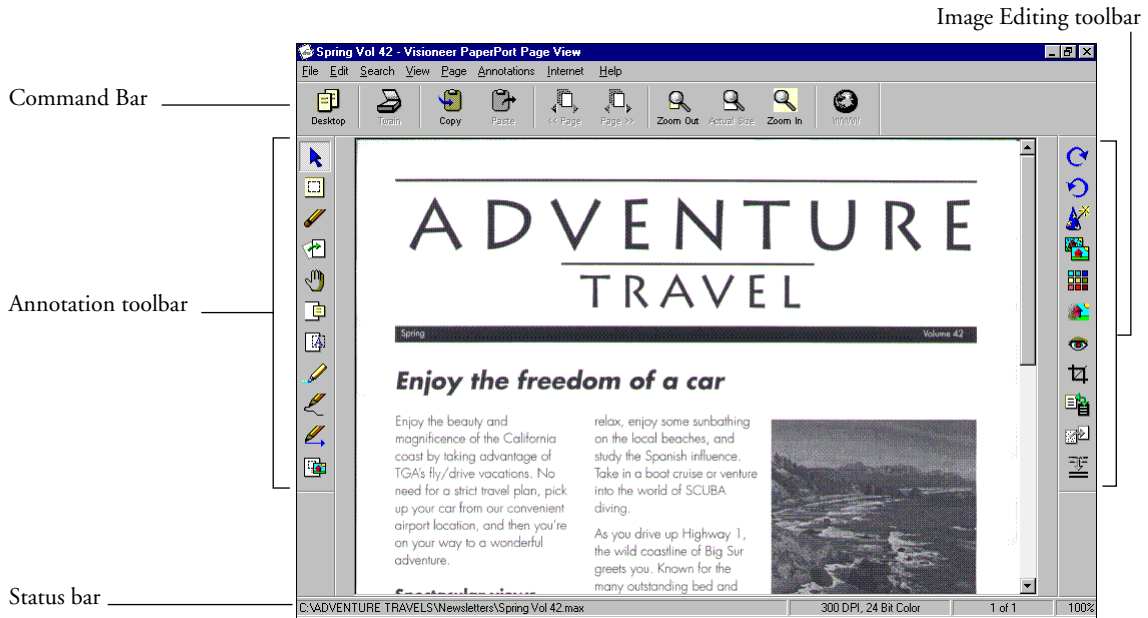 Image Editing toolbar
Spring Vol 42 - Visioneer PaperPort Page View
File Edit Search View Page Annotations Internet Help
Command Bar
Desktop Twain Copy Paste << Page Page >> Zoom Out Actual Size Zoom In WWW
ADVENTURE
TRAVEL
Spring Volume 42
Annotation toolbar
Enjoy the freedom of a car
Enjoy the beauty and
magnificence of the California
coast by taking advantage of
TGA's fly/drive vacations. No
need for a strict travel plan, pick
up your car from our convenient
airport location, and then you're
on your way to a wonderful
adventure.
Spectacular views
relax, enjoy some sunbathing
on the local beaches, and
study the Spanish influence.
Take in a boat cruise or venture
into the world of SCUBA
diving.
As you drive up Highway 1,
the wild coastline of Big Sur
greets you. Known for the
many outstanding bed and
Status bar
C:\ADVENTURE TRAVELS\Newsletters\Spring Vol 42.max 300 DPI, 24 Bit Color 1 of 1 100%